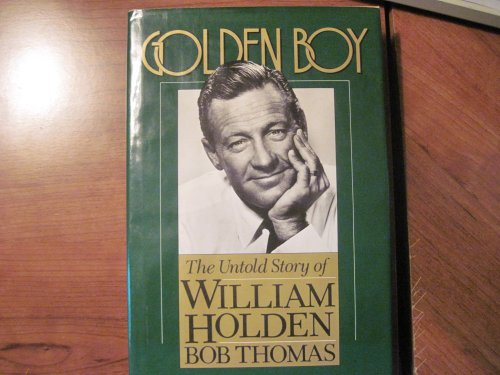 GOLDEN BOY
The Untold Story of
WILLIAM
HOLDEN
BOB THOMAS